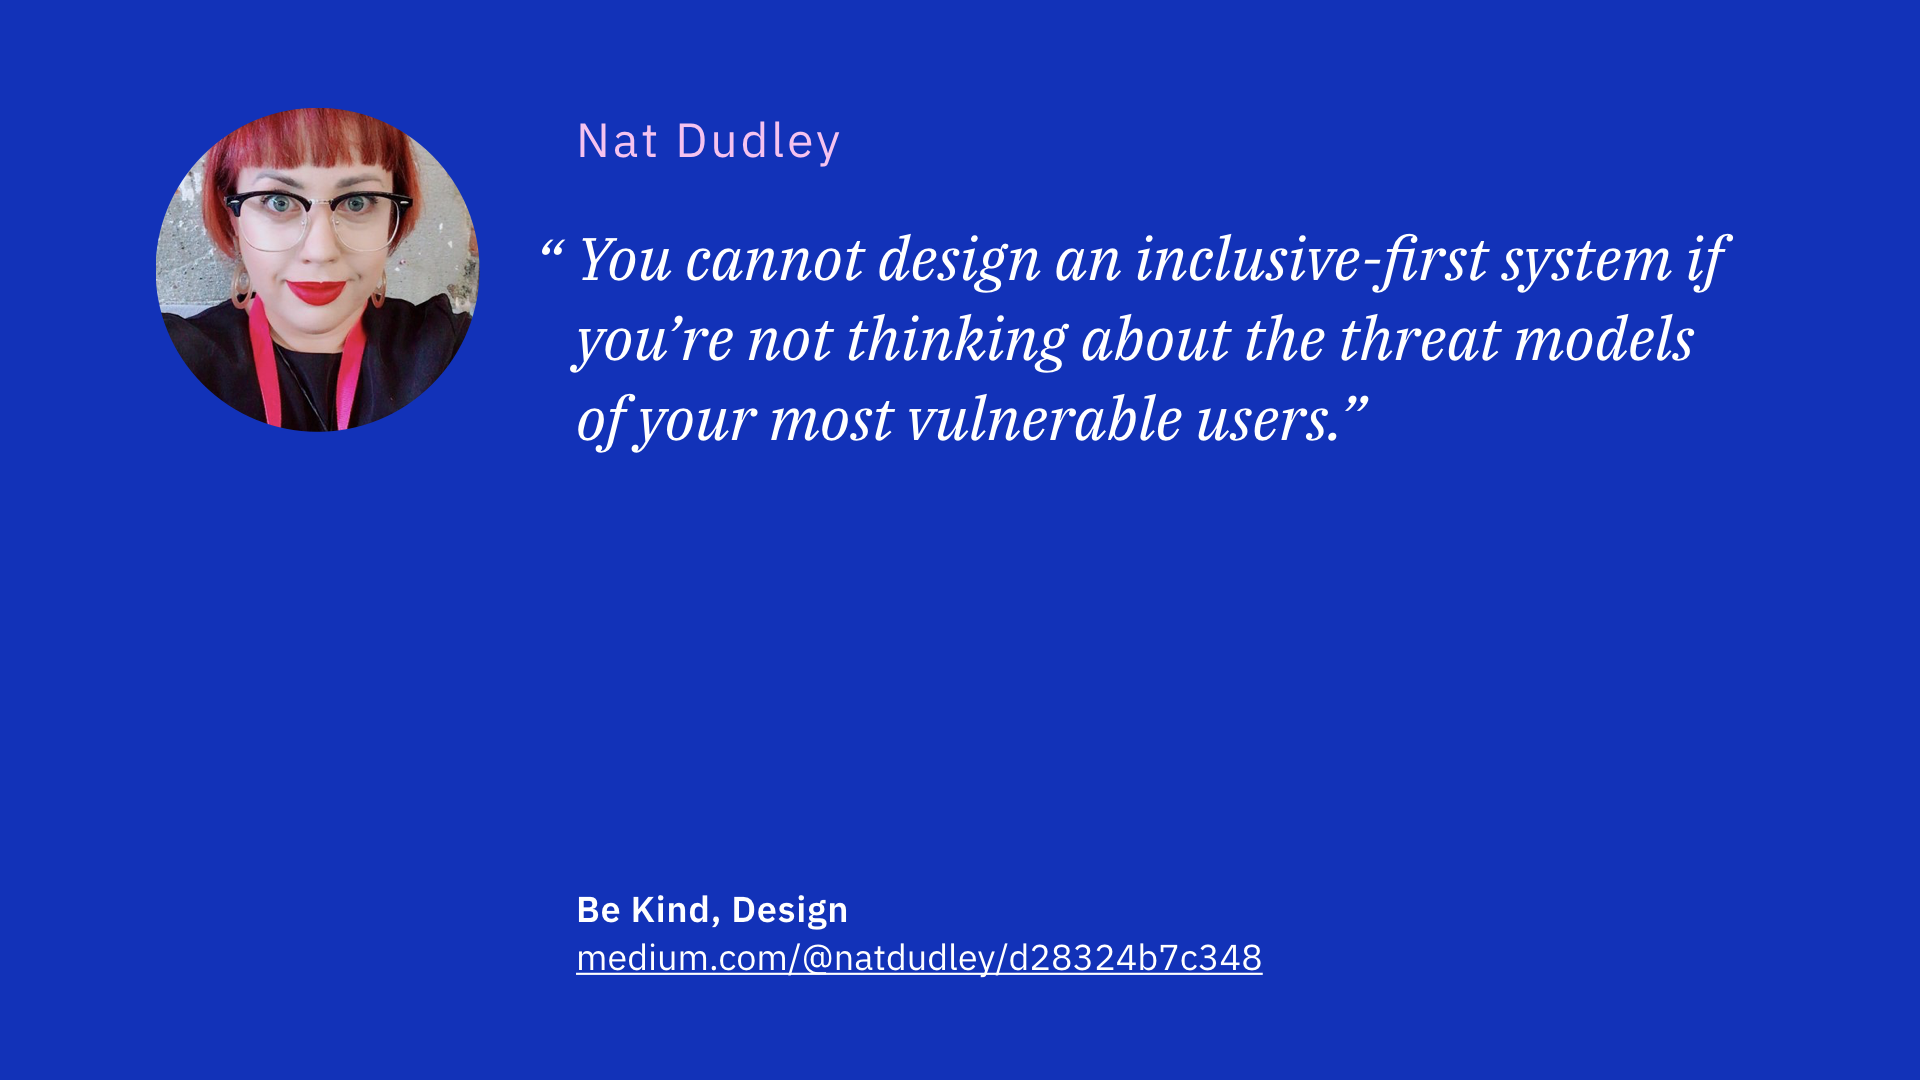 Nat Dudley
“ You cannot design an inclusive-first system if
you’re not thinking about the threat models
of your most vulnerable users.”
Be Kind, Design
medium.com/@natdudley/d28324b7c348